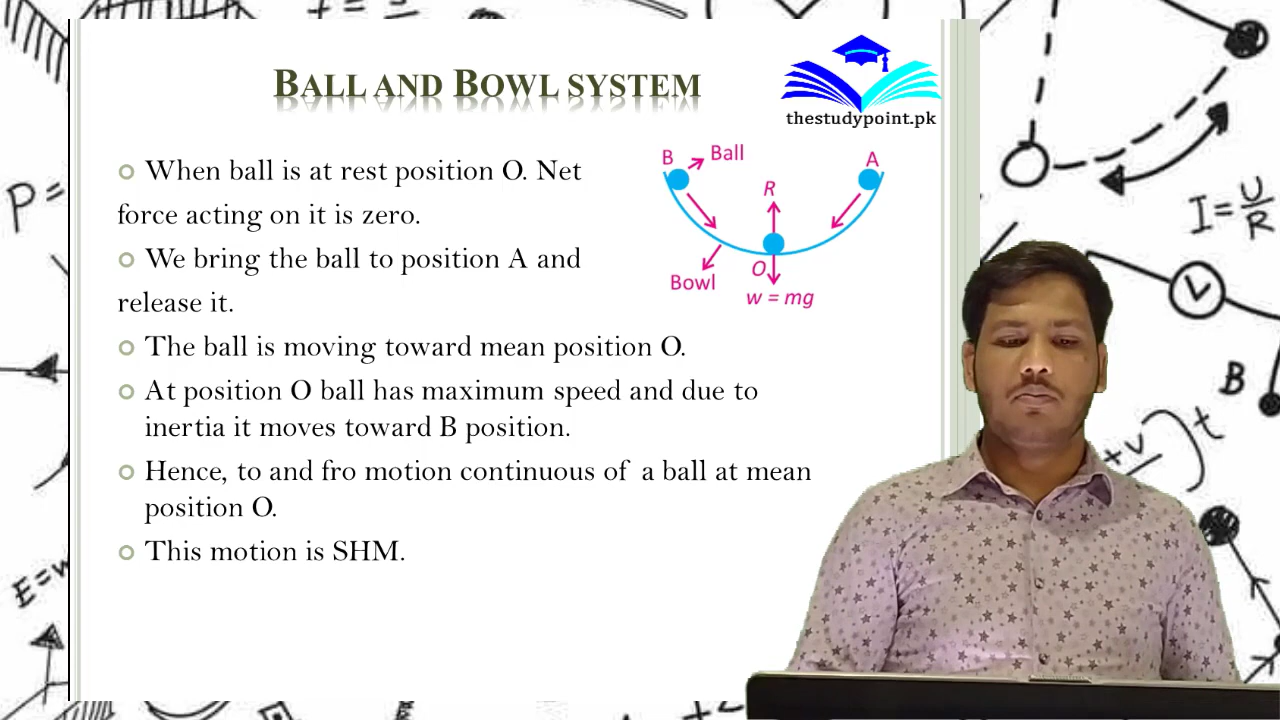 BALL AND BOWL SYSTEM
thestudypoint.pk
When ball is at rest position O. Net
force acting on it is zero.
We bring the ball to position A and
release it.
The ball is moving toward mean position O.
At position O ball has maximum speed and due to
inertia it moves toward B position.
Hence, to and fro motion continuous of a ball at mean
position O.
This motion is SHM.
B
Ball
A
R
O
Bowl
w = mg
P =
I = U/R
V
B
+v
t
E=